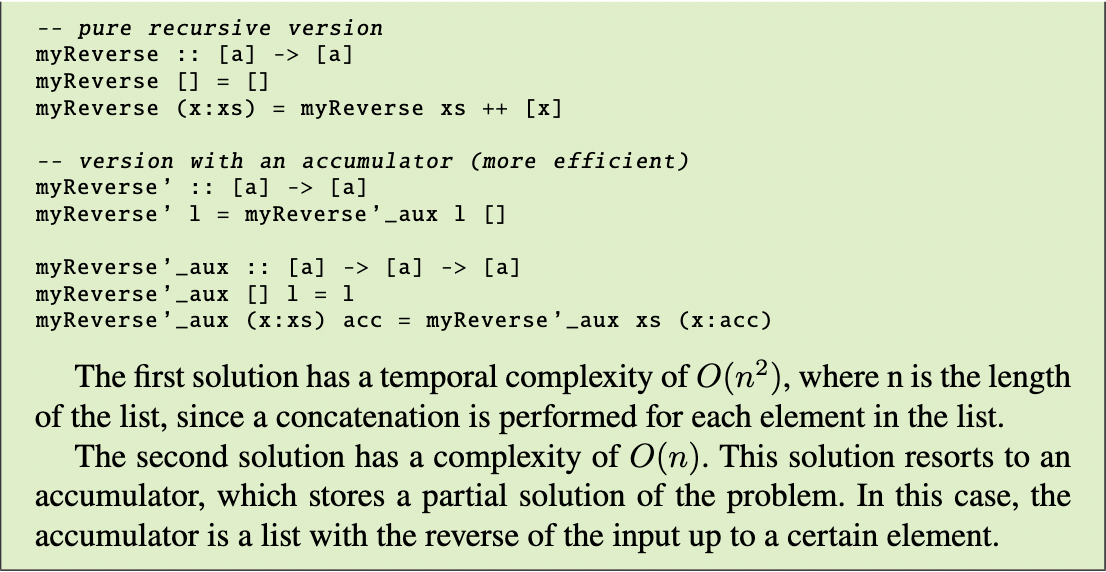 -- pure recursive version
myReverse :: [a] -> [a]
myReverse [] = []
myReverse (x:xs) = myReverse xs ++ [x]
-- version with an accumulator (more efficient)
myReverse’ :: [a] -> [a]
myReverse’ l = myReverse’_aux l []
myReverse’_aux :: [a] -> [a] -> [a]
myReverse’_aux [] l = l
myReverse’_aux (x:xs) acc = myReverse’_aux xs (x:acc)
The first solution has a temporal complexity of O(n²), where n is the length
of the list, since a concatenation is performed for each element in the list.
The second solution has a complexity of O(n). This solution resorts to an
accumulator, which stores a partial solution of the problem. In this case, the
accumulator is a list with the reverse of the input up to a certain element.